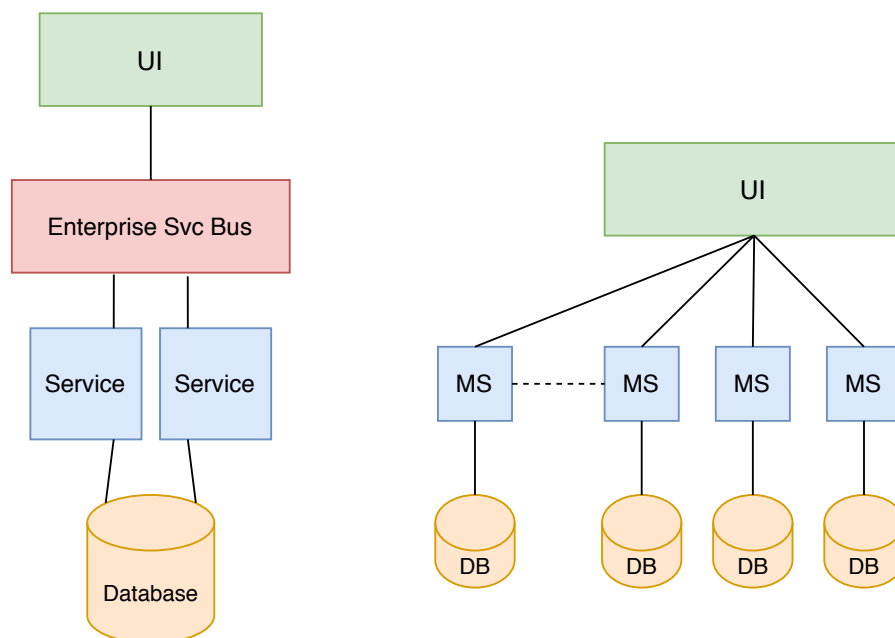 UI
Enterprise Svc Bus
Service
Service
Database
UI
MS
MS
MS
MS
DB
DB
DB
DB